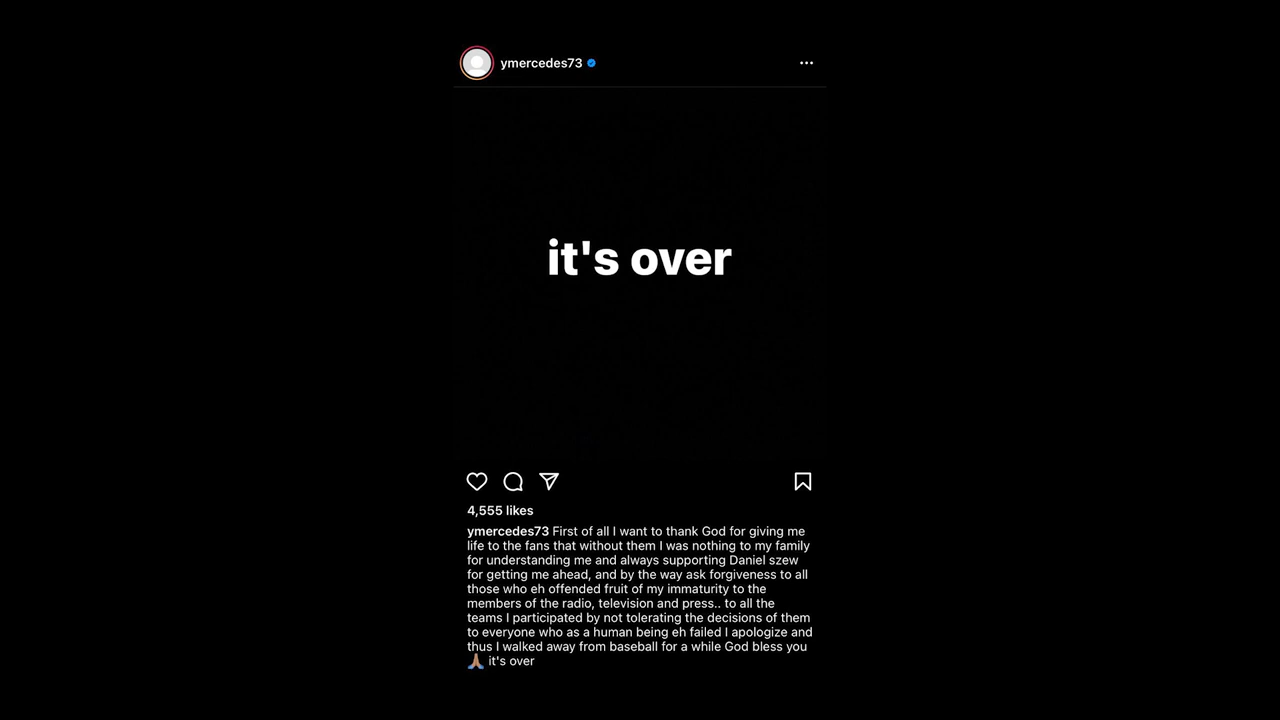 ymercedes73
it's over
4,555 likes
ymercedes73 First of all I want to thank God for giving me
life to the fans that without them I was nothing to my family
for understanding me and always supporting Daniel szew
for getting me ahead, and by the way ask forgiveness to all
those who eh offended fruit of my immaturity to the
members of the radio, television and press.. to all the
teams I participated by not tolerating the decisions of them
to everyone who as a human being eh failed I apologize and
thus I walked away from baseball for a while God bless you
🙏🏽 it's over